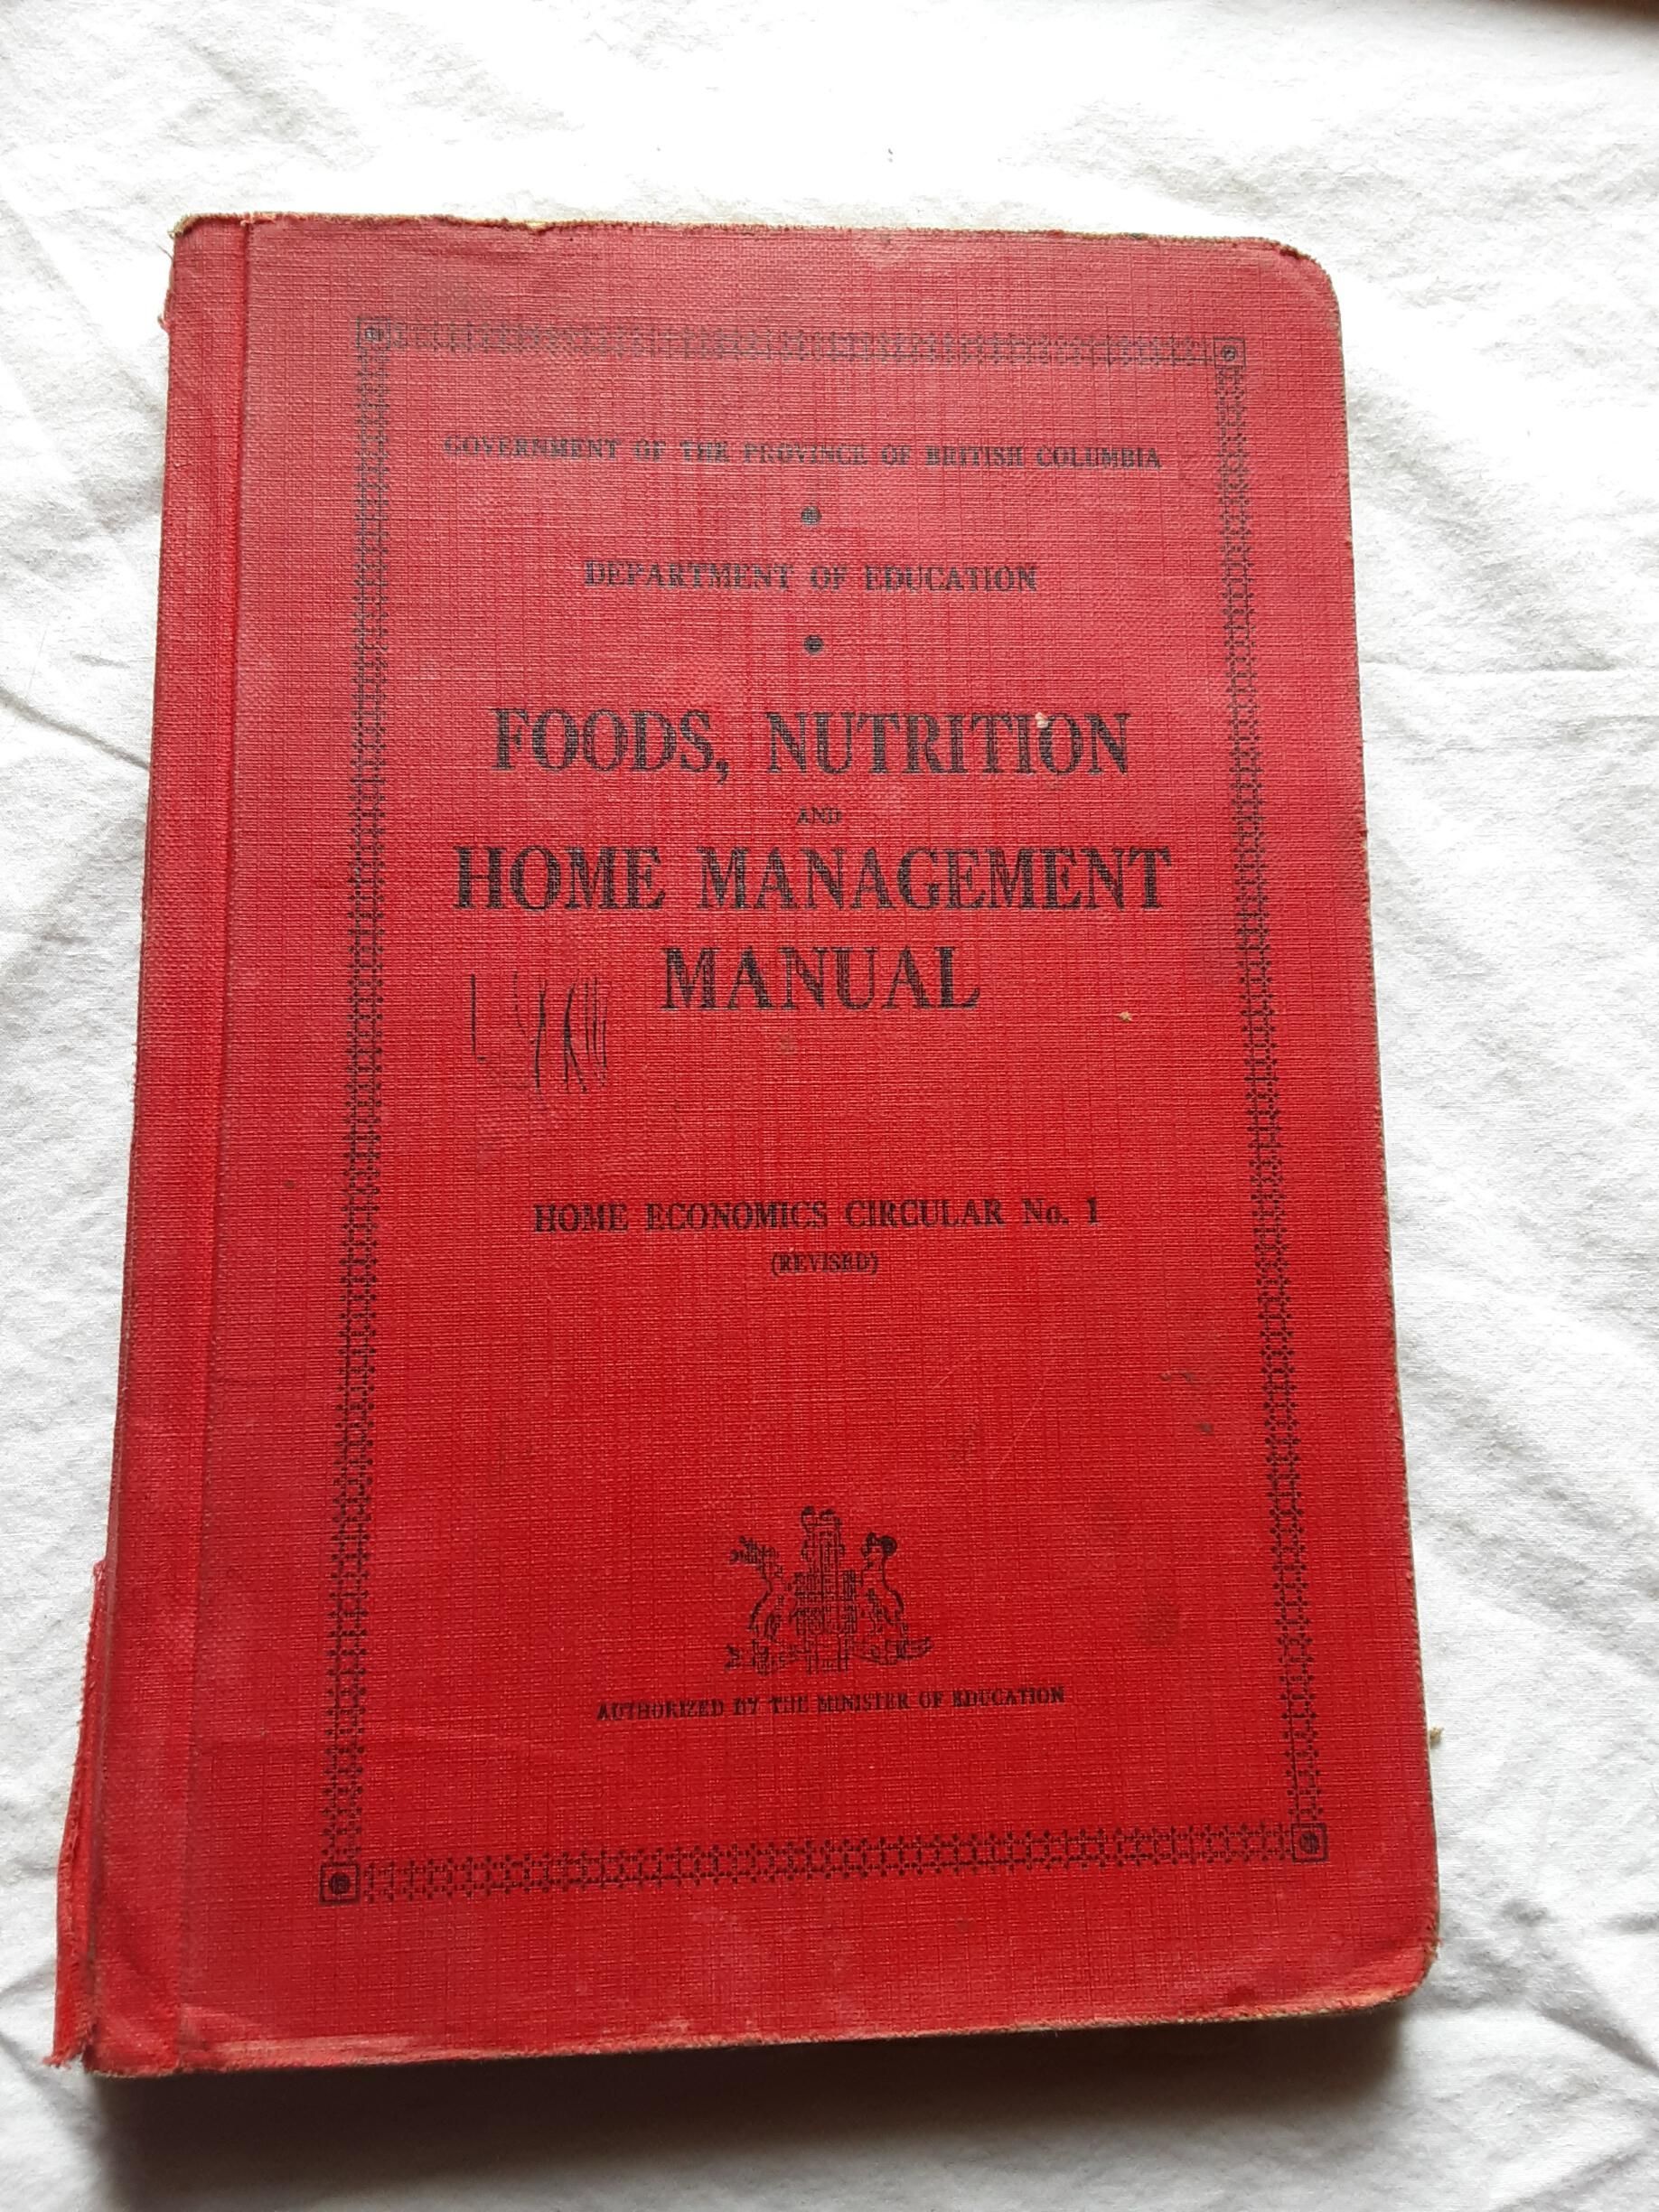 GOVERNMENT OF THE PROVINCE OF BRITISH COLUMBIA
DEPARTMENT OF EDUCATION
FOODS, NUTRITION
AND
HOME MANAGEMENT
MANUAL
HOME ECONOMICS CIRCULAR No. 1
(REVISED)
AUTHORIZED BY THE MINISTER OF EDUCATION